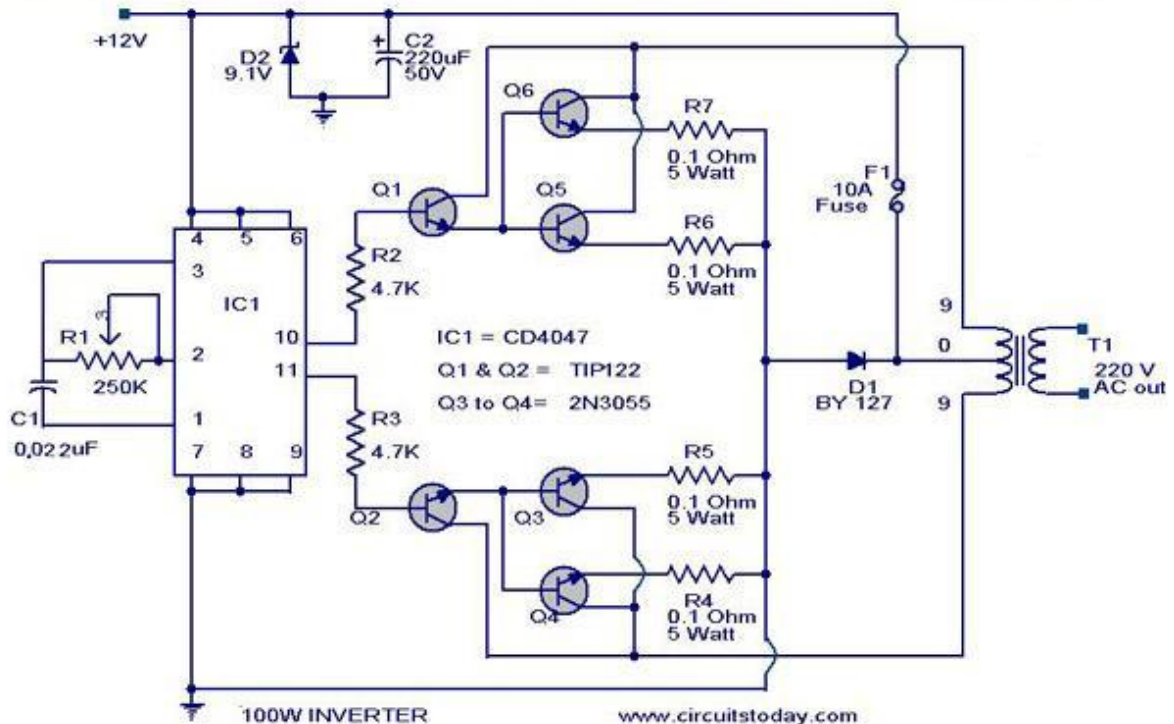 +12V
D2
9.1V
C2
220uF
50V
Q6
R7
0.1 Ohm
5 Watt
F1
10A
Fuse
Q1
Q5
R6
0.1 Ohm
5 Watt
4 5 6
3
R2
4.7K
IC1
3
R1
2
250K
10
11
IC1 = CD4047
Q1 & Q2 = TIP122
Q3 to Q4= 2N3055
9
0
9
T1
220 V
AC out
D1
BY 127
C1
0,022uF
1
7 8 9
R3
4.7K
Q2
Q3
R5
0.1 Ohm
5 Watt
Q4
R4
0.1 Ohm
5 Watt
100W INVERTER
www.circuitstoday.com